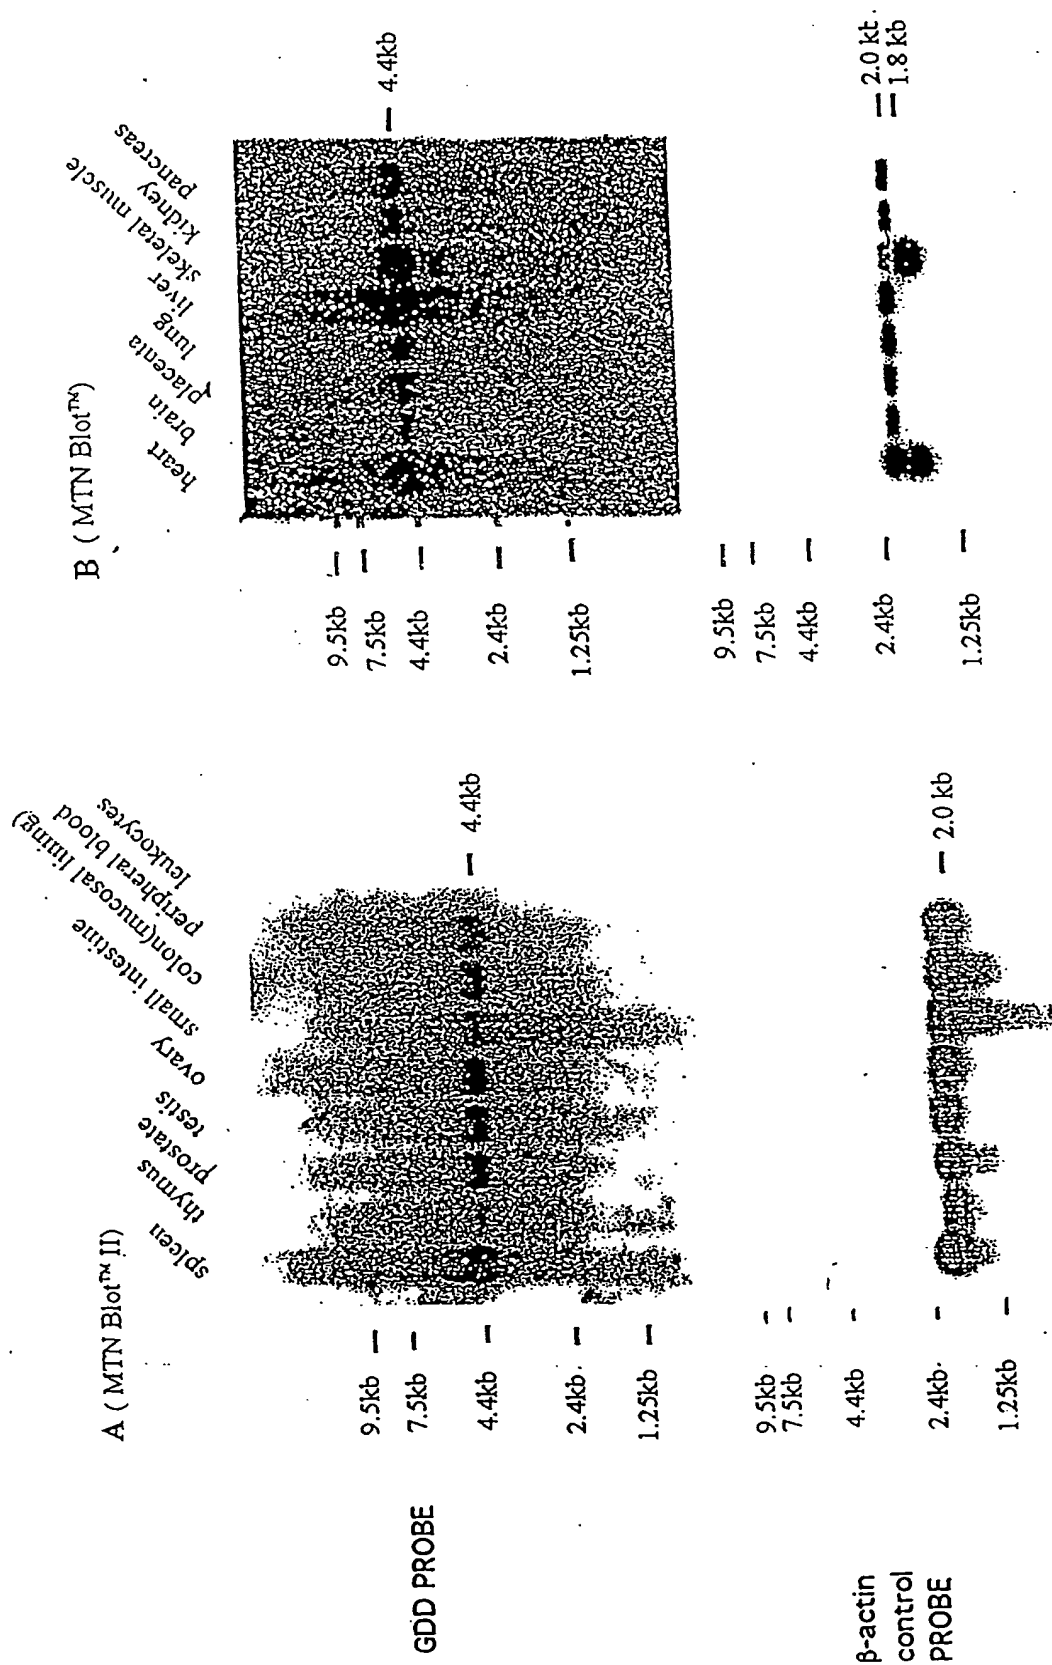 A ( MTN Blot™ II)
spleen
thymus
prostate
testis
ovary
small intestine
colon(mucosal lining)
peripheral blood
leukocytes
GDD PROBE
9.5kb
7.5kb
4.4kb
2.4kb
1.25kb
4.4kb
β-actin
control
PROBE
9.5kb
7.5kb
4.4kb
2.4kb
1.25kb
2.0 kb
B ( MTN Blot™)
heart
brain
placenta
lung
liver
skeletal muscle
kidney
pancreas
9.5kb
7.5kb
4.4kb
2.4kb
1.25kb
4.4kb
9.5kb
7.5kb
4.4kb
2.4kb
1.25kb
2.0 kt
1.8 kb